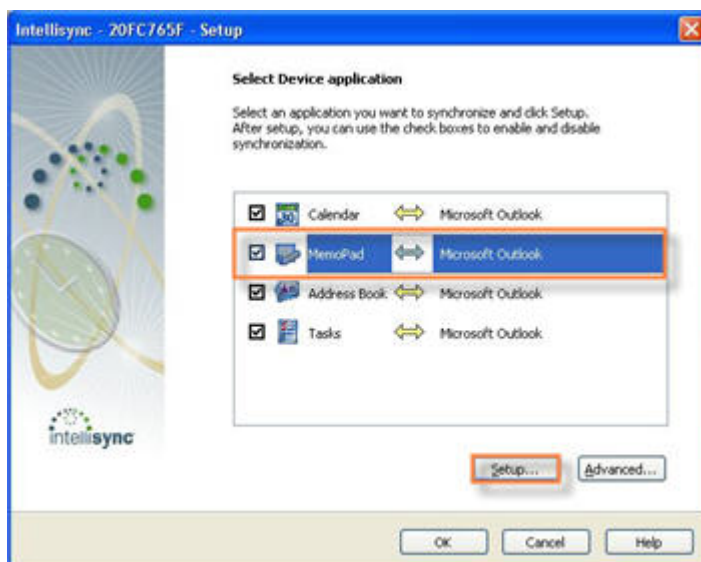 Intellisync - 20FC765F - Setup
Select Device application
Select an application you want to synchronize and click Setup.
After setup, you can use the check boxes to enable and disable
synchronization.
Calendar Microsoft Outlook
MemoPad Microsoft Outlook
Address Book Microsoft Outlook
Tasks Microsoft Outlook
intellisync
Setup... Advanced...
OK Cancel Help